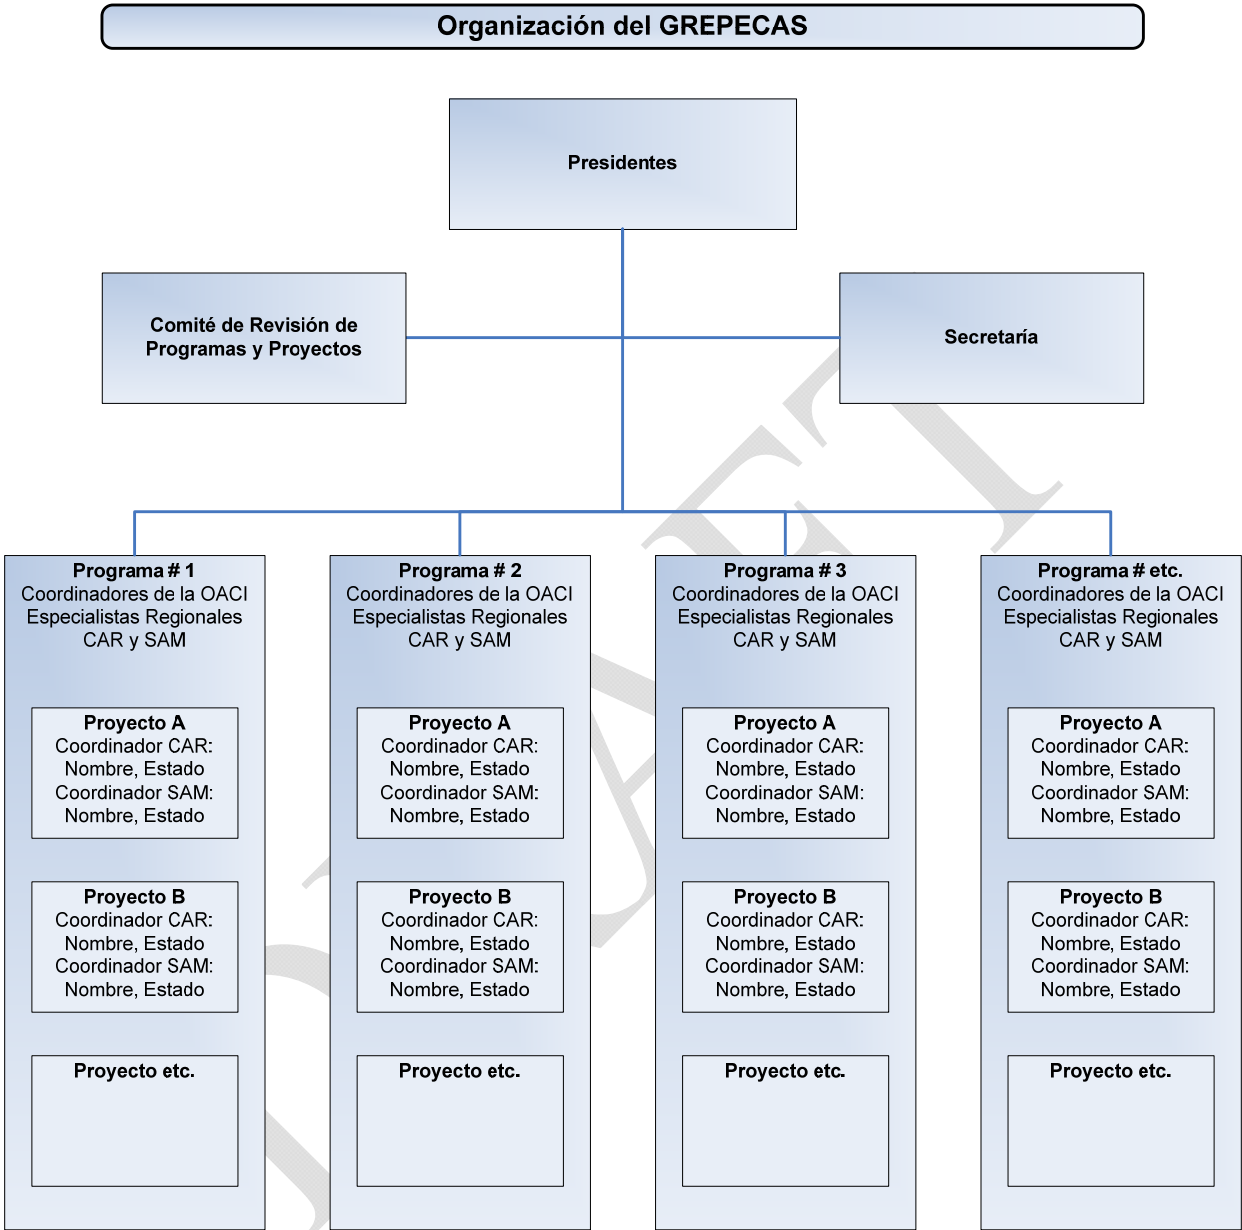 Organización del GREPECAS
Presidentes
Comité de Revisión de
Programas y Proyectos
Secretaría
Programa # 1
Coordinadores de la OACI
Especialistas Regionales
CAR y SAM
Proyecto A
Coordinador CAR:
Nombre, Estado
Coordinador SAM:
Nombre, Estado
Proyecto B
Coordinador CAR:
Nombre, Estado
Coordinador SAM:
Nombre, Estado
Proyecto etc.
Programa # 2
Coordinadores de la OACI
Especialistas Regionales
CAR y SAM
Proyecto A
Coordinador CAR:
Nombre, Estado
Coordinador SAM:
Nombre, Estado
Proyecto B
Coordinador CAR:
Nombre, Estado
Coordinador SAM:
Nombre, Estado
Proyecto etc.
Programa # 3
Coordinadores de la OACI
Especialistas Regionales
CAR y SAM
Proyecto A
Coordinador CAR:
Nombre, Estado
Coordinador SAM:
Nombre, Estado
Proyecto B
Coordinador CAR:
Nombre, Estado
Coordinador SAM:
Nombre, Estado
Proyecto etc.
Programa # etc.
Coordinadores de la OACI
Especialistas Regionales
CAR y SAM
Proyecto A
Coordinador CAR:
Nombre, Estado
Coordinador SAM:
Nombre, Estado
Proyecto B
Coordinador CAR:
Nombre, Estado
Coordinador SAM:
Nombre, Estado
Proyecto etc.
DRAFT